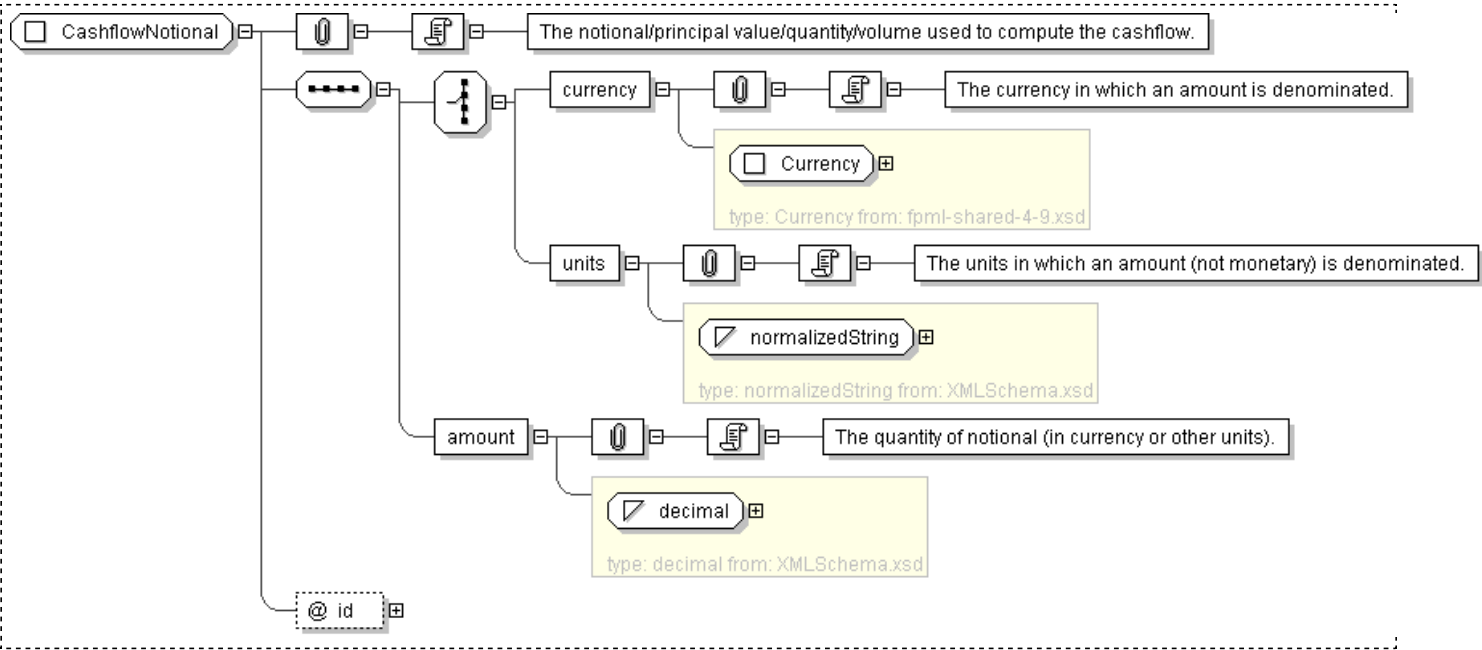 CashflowNotional
The notional/principal value/quantity/volume used to compute the cashflow.
currency
The currency in which an amount is denominated.
Currency
type: Currency from: fpml-shared-4-9.xsd
units
The units in which an amount (not monetary) is denominated.
normalizedString
type: normalizedString from: XMLSchema.xsd
amount
The quantity of notional (in currency or other units).
decimal
type: decimal from: XMLSchema.xsd
@ id